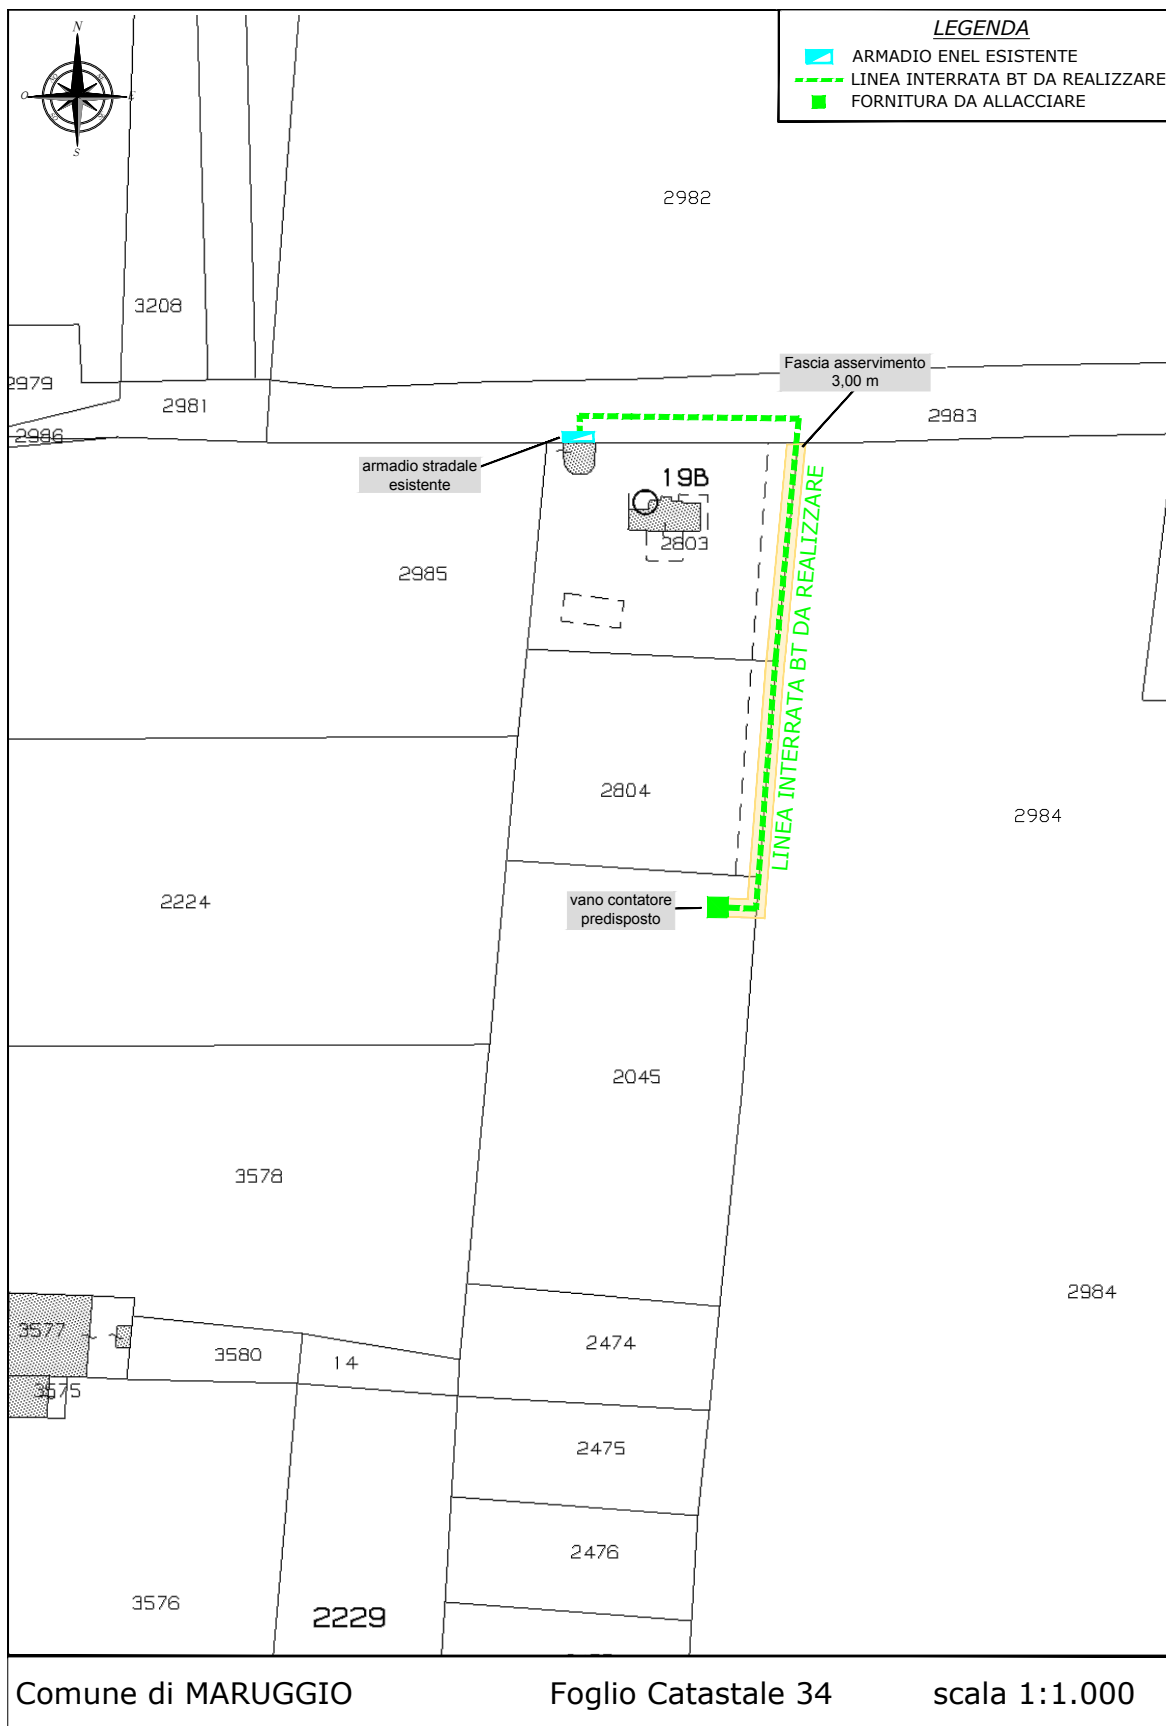 LEGENDA
ARMADIO ENEL ESISTENTE
LINEA INTERRATA BT DA REALIZZARE
FORNITURA DA ALLACCIARE
N
O
E
S
2982
3208
Fascia asservimento
3,00 m
2979
2981
2983
2986
armadio stradale
esistente
19B
2803
2985
LINEA INTERRATA BT DA REALIZZARE
2804
2984
2224
vano contatore
predisposto
2045
3578
2984
3577
3580
14
2474
3575
2475
2476
3576
2229
Comune di MARUGGIO
Foglio Catastale 34
scala 1:1.000